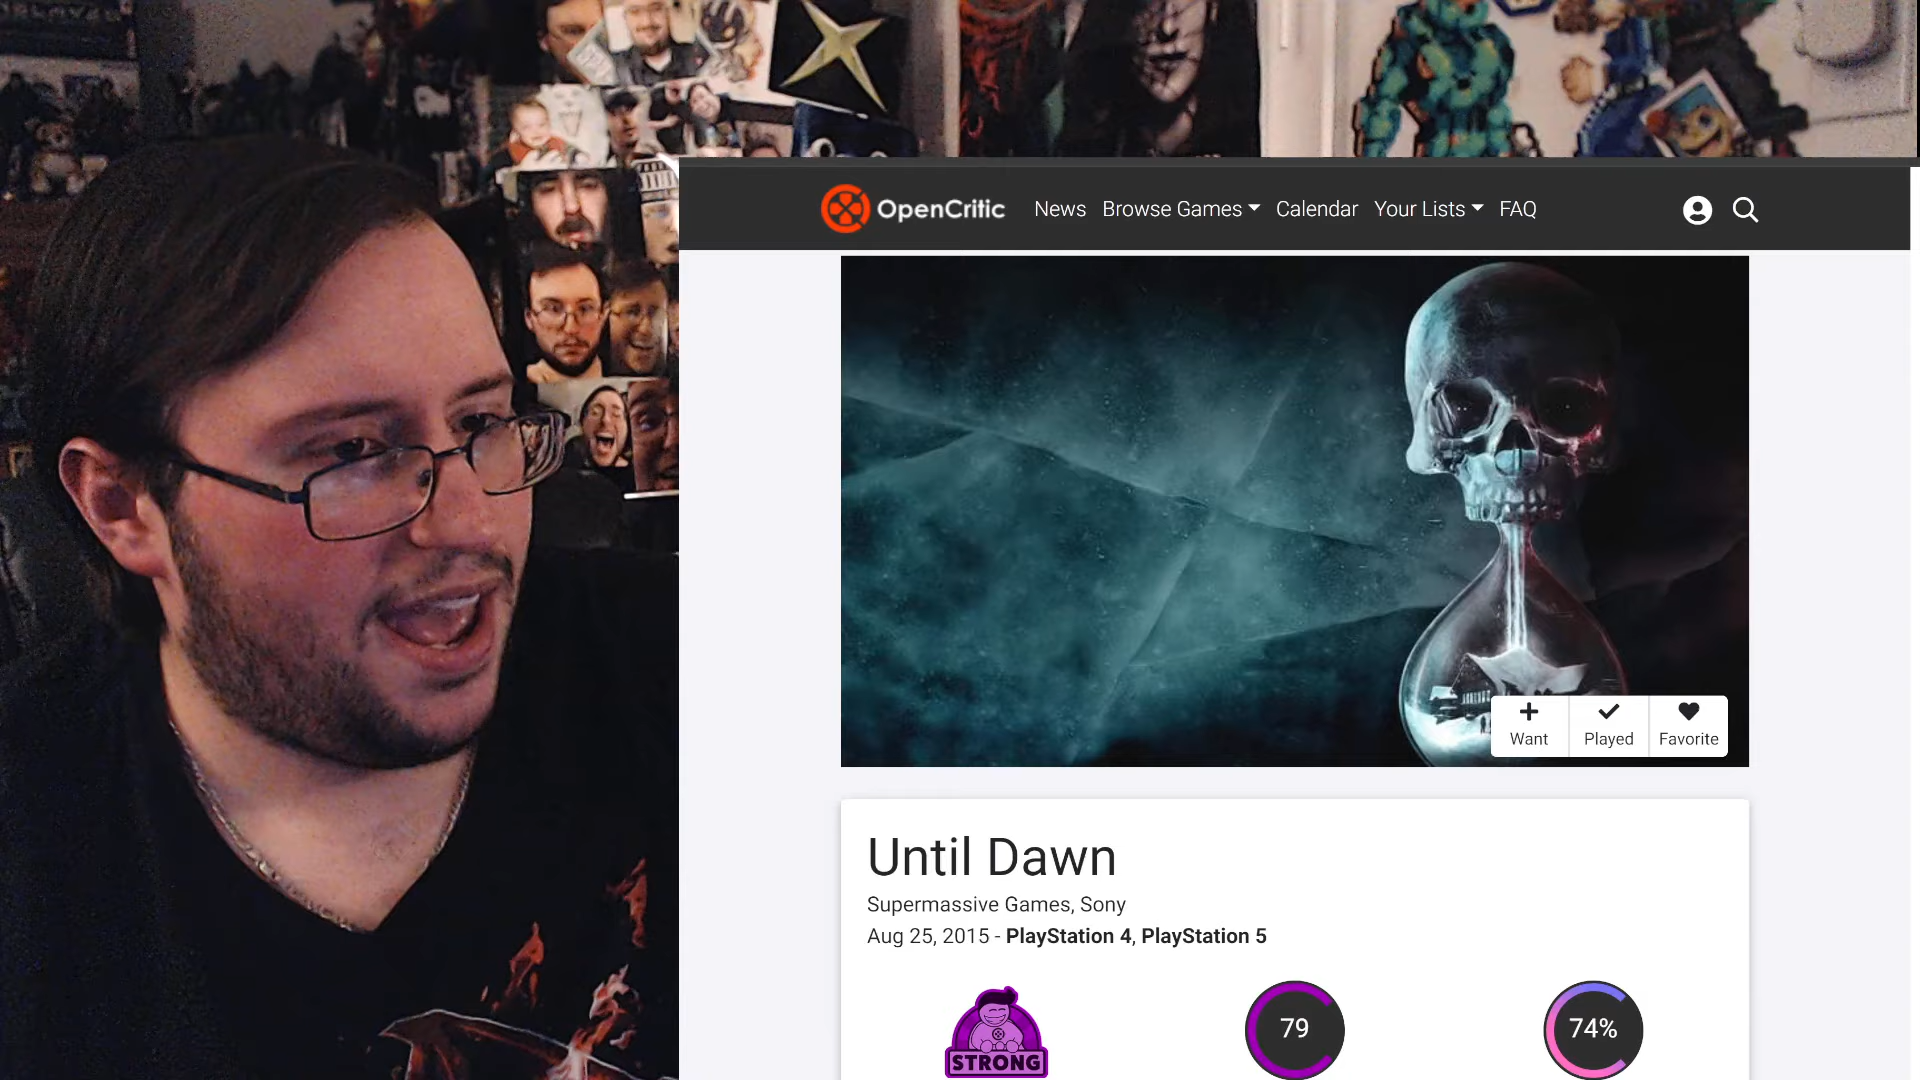 OpenCritic News Browse Games Calendar Your Lists FAQ
Want Played Favorite
Until Dawn
Supermassive Games, Sony
Aug 25, 2015 - PlayStation 4, PlayStation 5
STRONG
79
74%